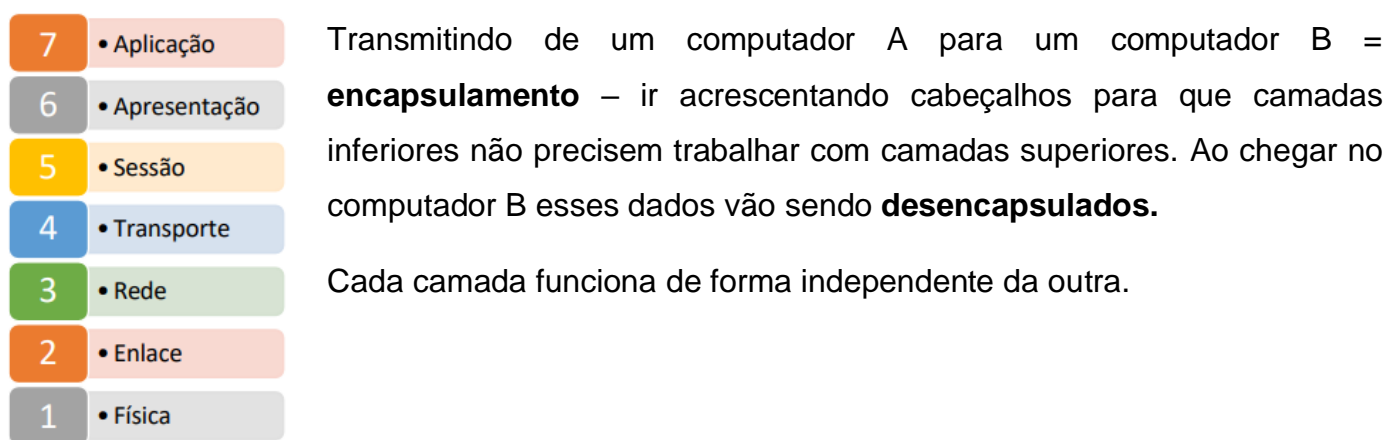 7 • Aplicação
6 • Apresentação
5 • Sessão
4 • Transporte
3 • Rede
2 • Enlace
1 • Física
Transmitindo de um computador A para um computador B =
encapsulamento – ir acrescentando cabeçalhos para que camadas
inferiores não precisem trabalhar com camadas superiores. Ao chegar no
computador B esses dados vão sendo desencapsulados.
Cada camada funciona de forma independente da outra.